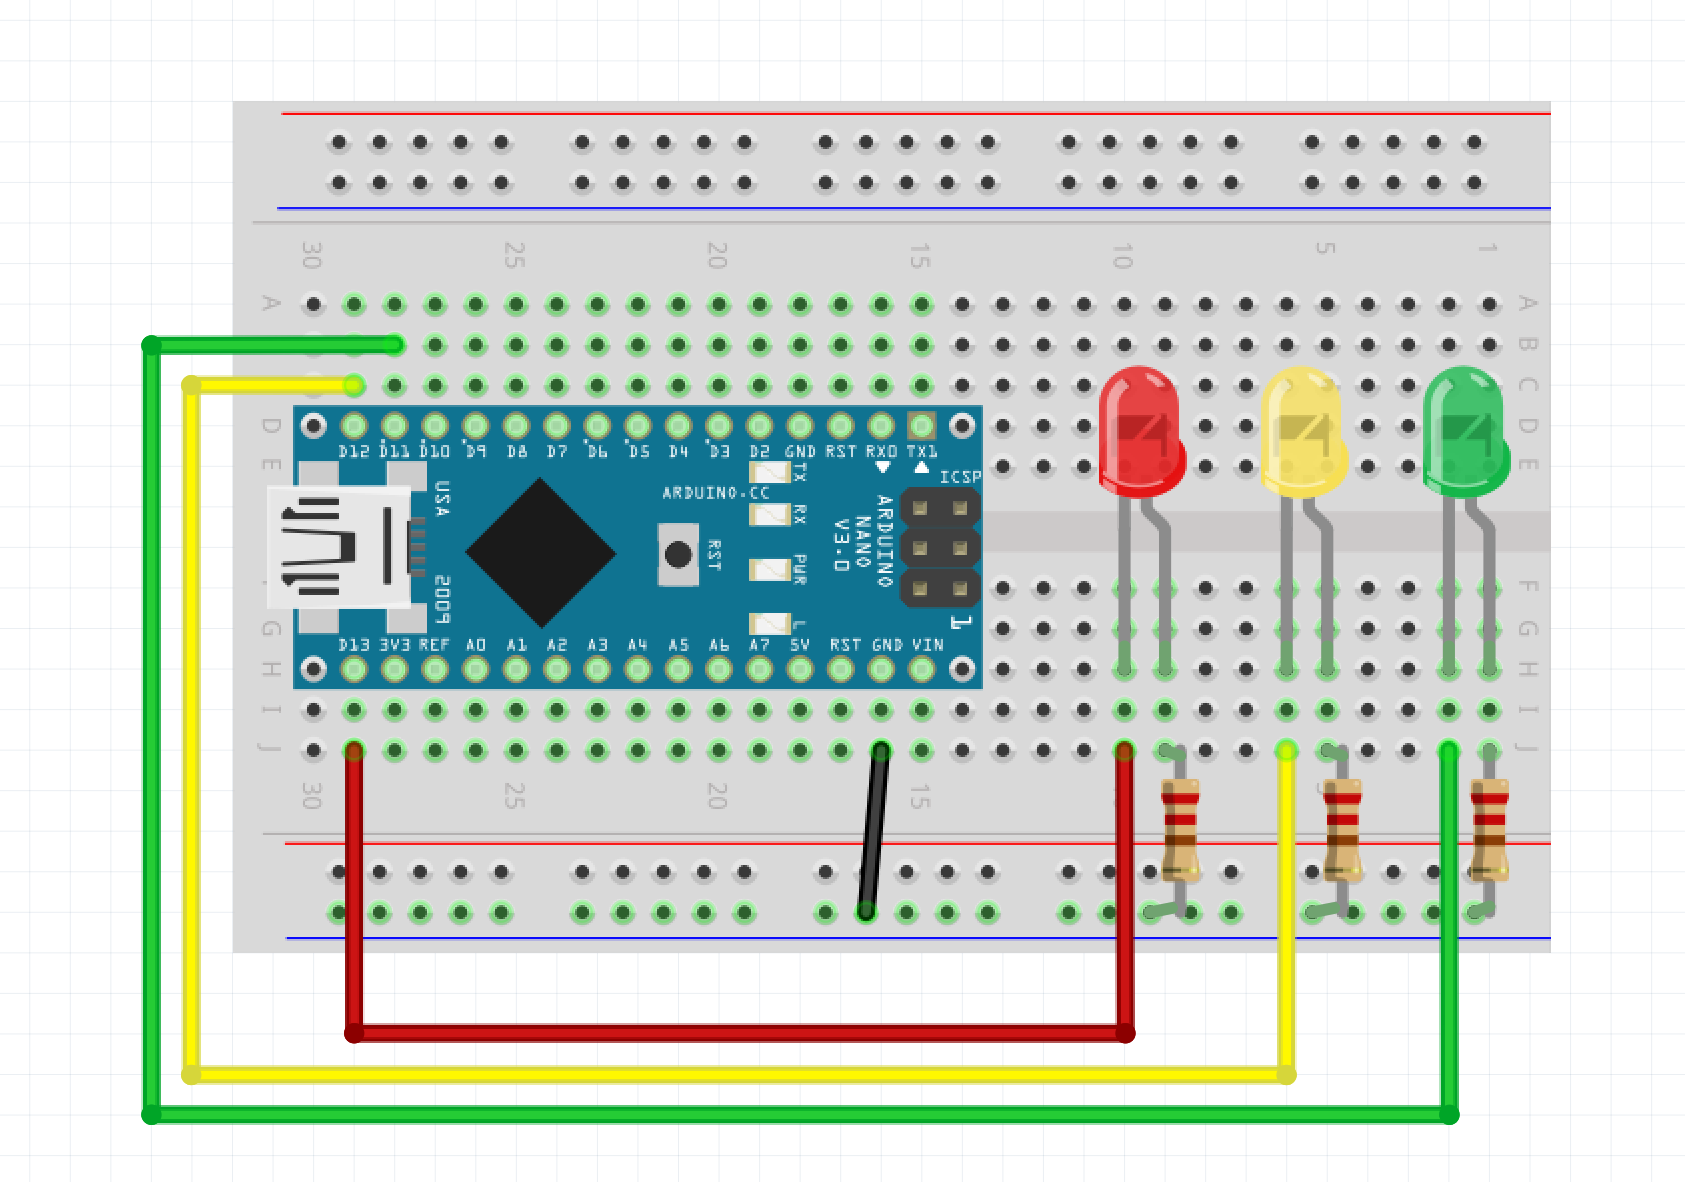 30 25 20 15 10 5 1
A A
B B
C C
D D
E E
D12 D11 D10 D9 D8 D7 D6 D5 D4 D3 D2 GND RST RX0 TX1
TX
ICSP
USA
ARDUINO.CC
RX
ARDUINO
NANO
V3.0
RST
PWR
2009
L
1
F
G G
D13 3V3 REF A0 A1 A2 A3 A4 A5 A6 A7 5V RST GND VIN
H H
I I
J J
30 25 20 15